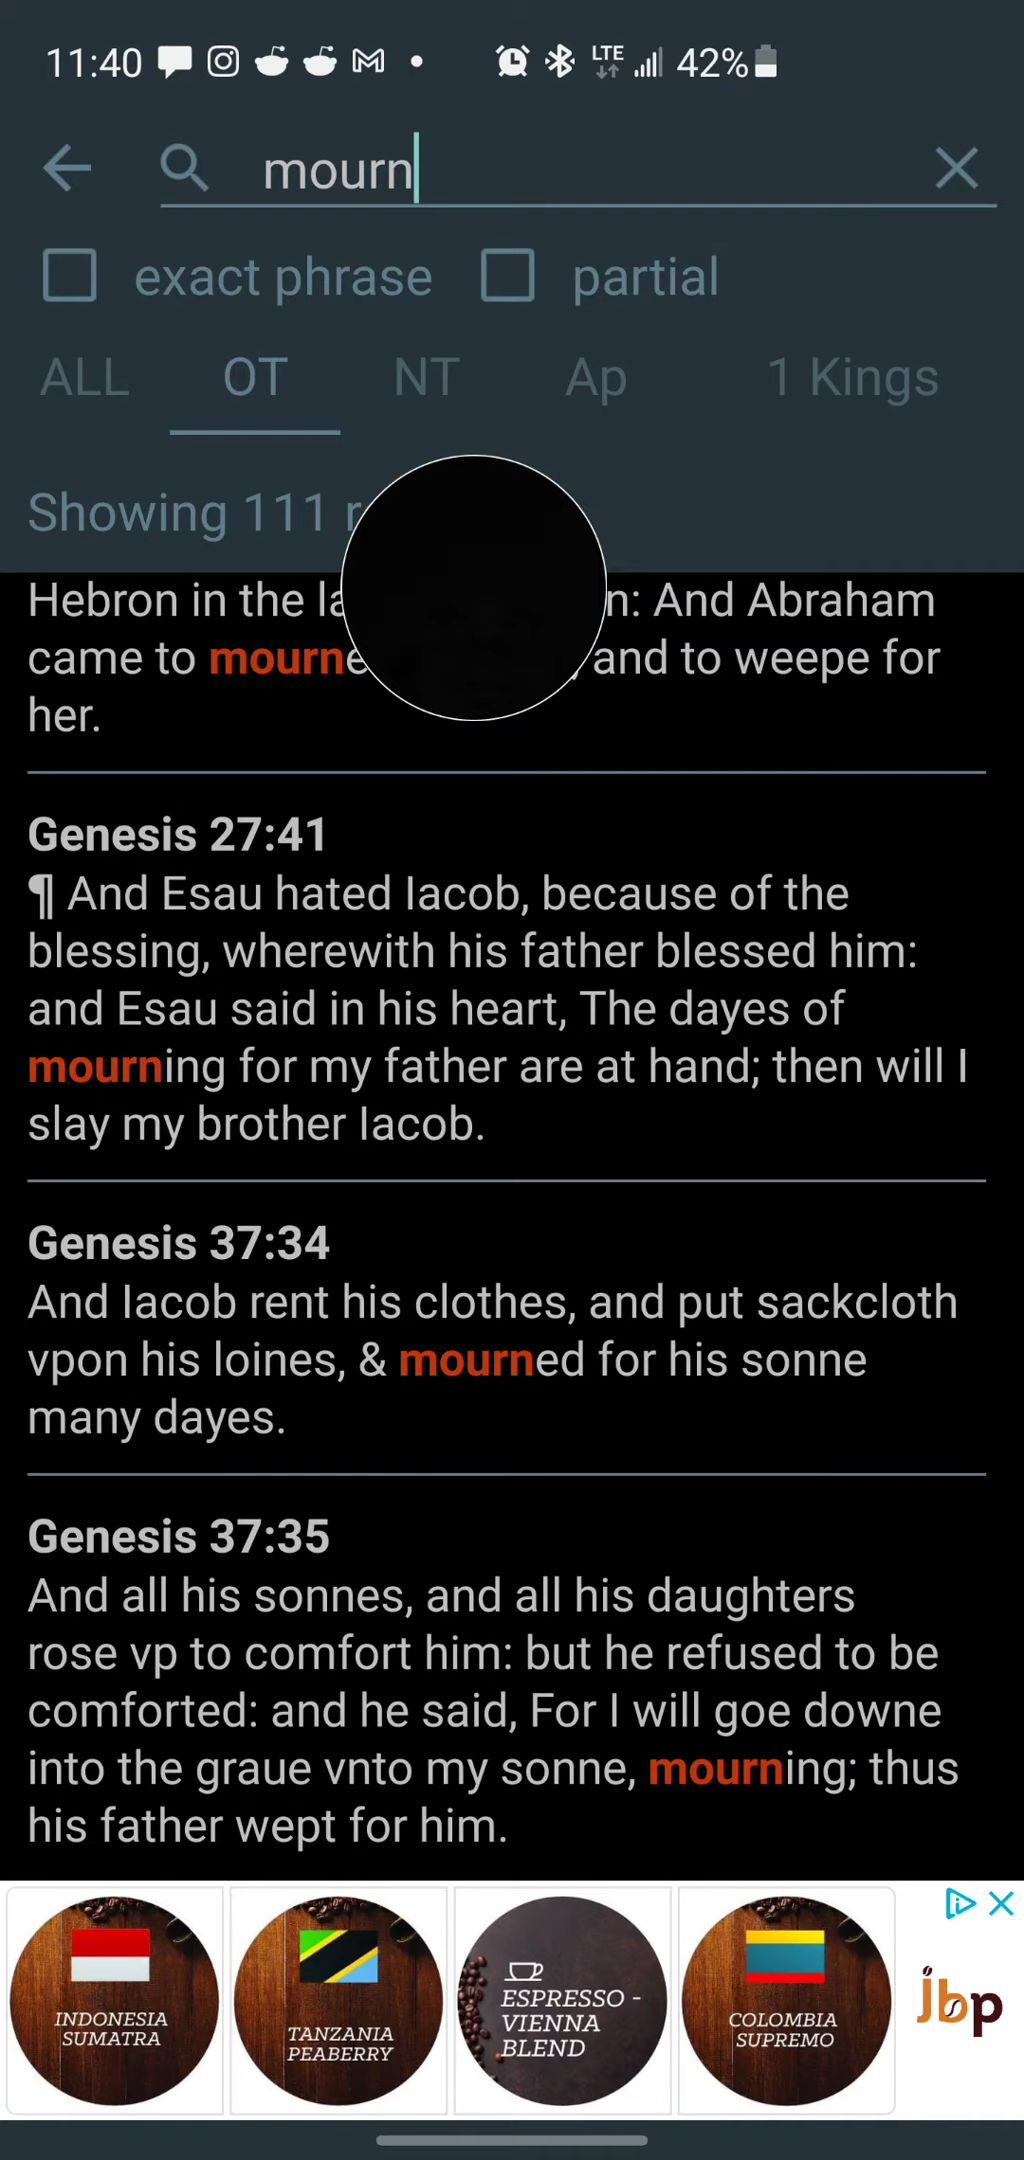 11:40 LTE 42%
mourn
exact phrase partial
ALL OT NT Ap 1 Kings
Showing 111
Hebron in the And Abraham
came to mourne and to weepe for
her.
Genesis 27:41
¶ And Esau hated Iacob, because of the
blessing, wherewith his father blessed him:
and Esau said in his heart, The dayes of
mourning for my father are at hand; then will I
slay my brother Iacob.
Genesis 37:34
And Iacob rent his clothes, and put sackcloth
vpon his loines, & mourned for his sonne
many dayes.
Genesis 37:35
And all his sonnes, and all his daughters
rose vp to comfort him: but he refused to be
comforted: and he said, For I will goe downe
into the graue vnto my sonne, mourning; thus
his father wept for him.
INDONESIA
SUMATRA
TANZANIA
PEABERRY
ESPRESSO -
VIENNA
BLEND
COLOMBIA
SUPREMO
jbp